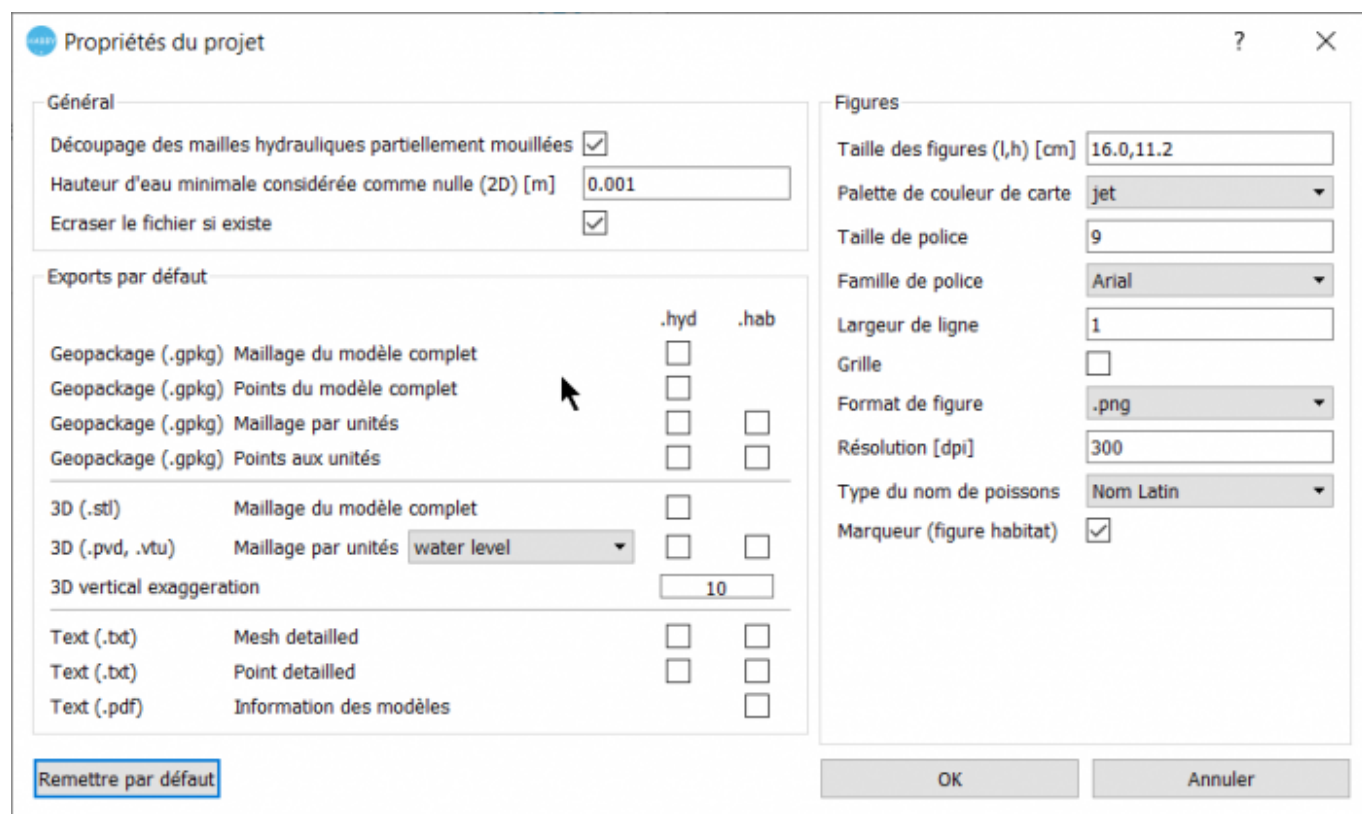 Propriétés du projet
?
Général
Découpage des mailles hydrauliques partiellement mouillées
Hauteur d'eau minimale considérée comme nulle (2D) [m] 0.001
Ecraser le fichier si existe
Exports par défaut
.hyd .hab
Geopackage (.gpkg) Maillage du modèle complet
Geopackage (.gpkg) Points du modèle complet
Geopackage (.gpkg) Maillage par unités
Geopackage (.gpkg) Points aux unités
3D (.stl) Maillage du modèle complet
3D (.pvd, .vtu) Maillage par unités water level
3D vertical exaggeration 10
Text (.txt) Mesh detailled
Text (.txt) Point detailled
Text (.pdf) Information des modèles
Remettre par défaut
Figures
Taille des figures (l,h) [cm] 16.0,11.2
Palette de couleur de carte jet
Taille de police 9
Famille de police Arial
Largeur de ligne 1
Grille
Format de figure .png
Résolution [dpi] 300
Type du nom de poissons Nom Latin
Marqueur (figure habitat)
OK Annuler